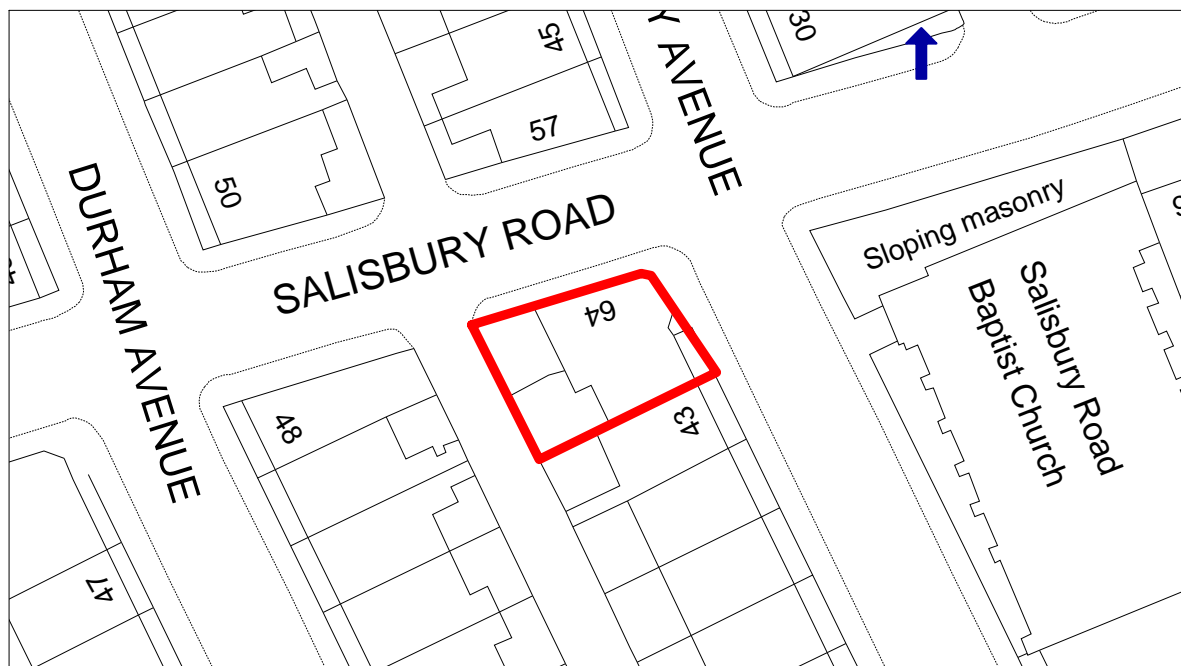 Y AVENUE
30
45
57
50
DURHAM AVENUE
SALISBURY ROAD
Sloping masonry
Salisbury Road
Baptist Church
64
43
48
47